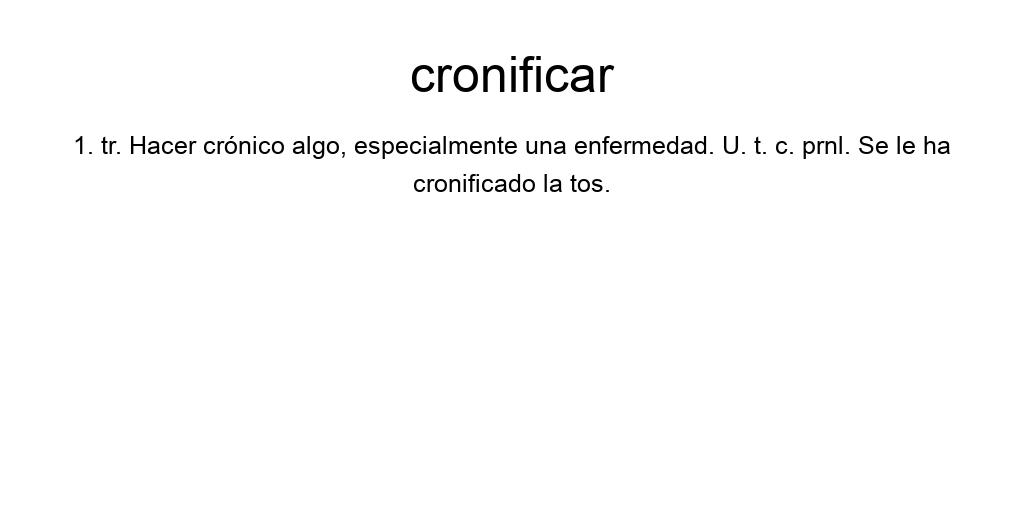 cronificar
1. tr. Hacer crónico algo, especialmente una enfermedad. U. t. c. prnl. Se le ha
cronificado la tos.